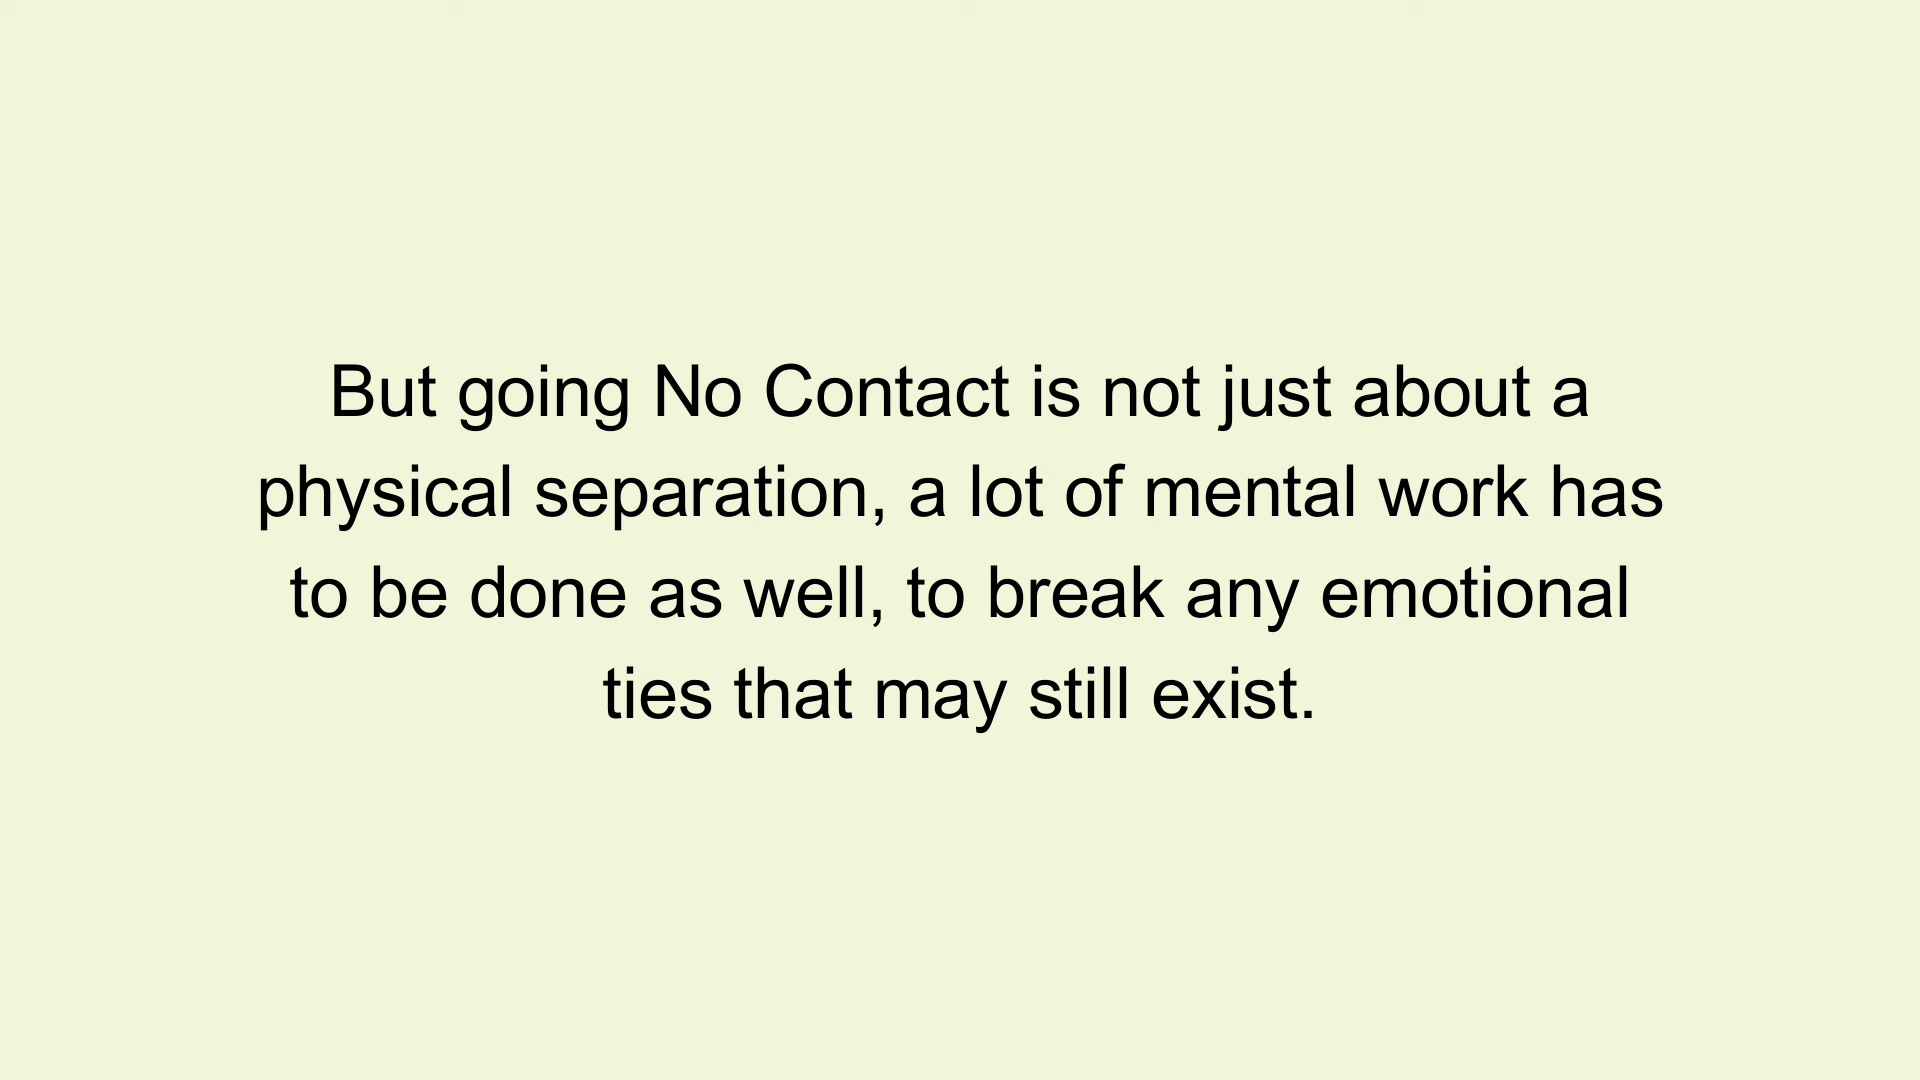 But going No Contact is not just about a
physical separation, a lot of mental work has
to be done as well, to break any emotional
ties that may still exist.